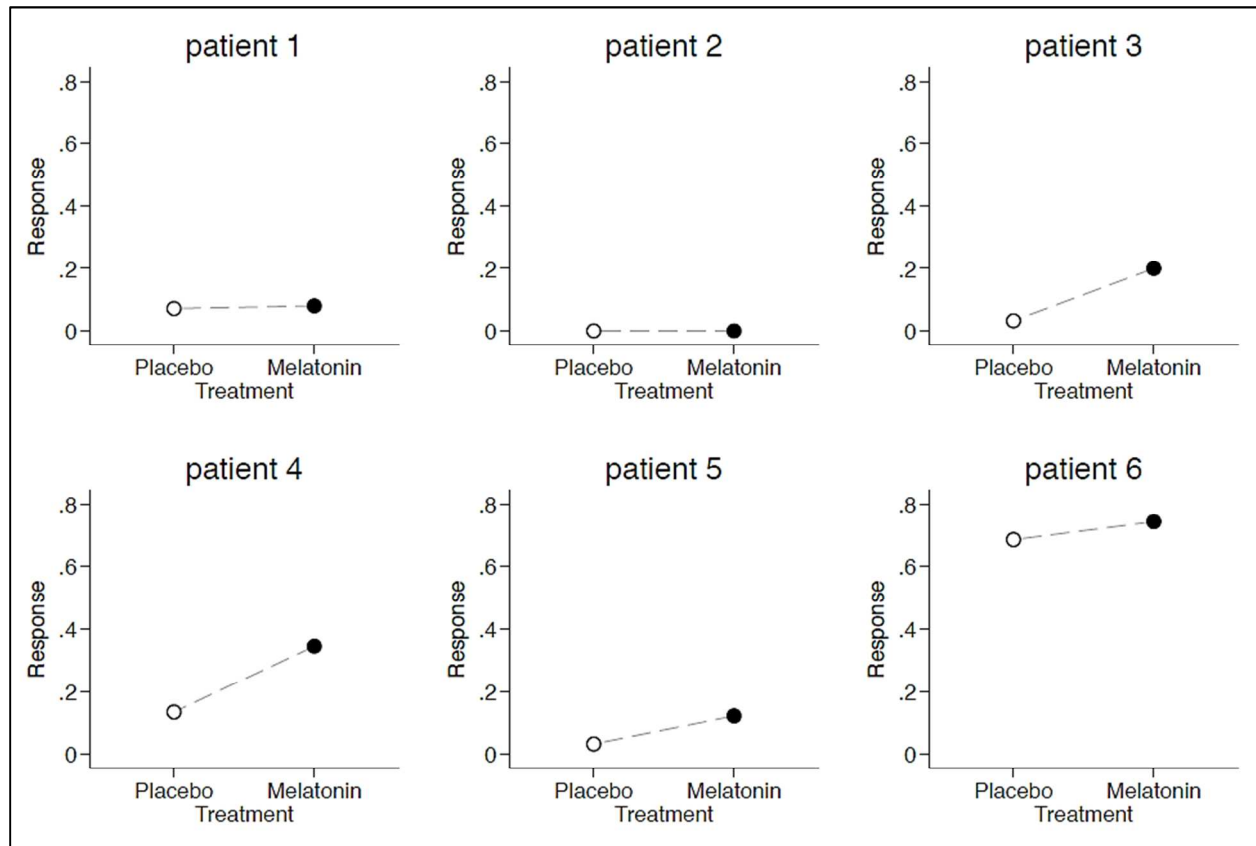 patient 1
.8
.6
.4
.2
0
Response
Placebo Melatonin
Treatment
patient 2
.8
.6
.4
.2
0
Response
Placebo Melatonin
Treatment
patient 3
.8
.6
.4
.2
0
Response
Placebo Melatonin
Treatment
patient 4
.8
.6
.4
.2
0
Response
Placebo Melatonin
Treatment
patient 5
.8
.6
.4
.2
0
Response
Placebo Melatonin
Treatment
patient 6
.8
.6
.4
.2
0
Response
Placebo Melatonin
Treatment